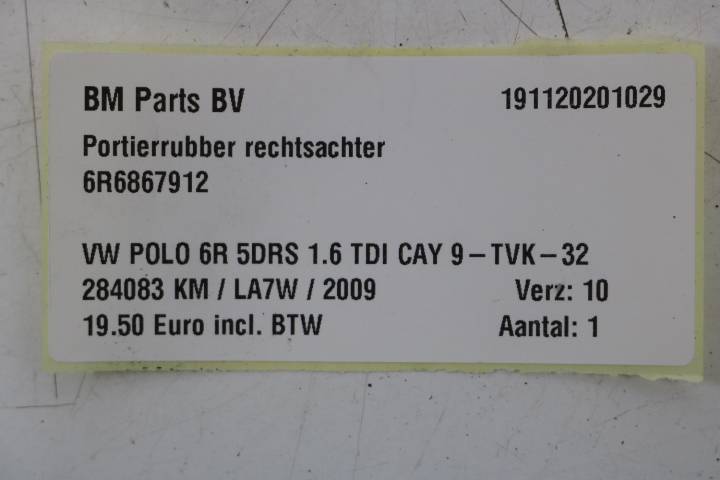 BM Parts BV 191120201029
Portierrubber rechtsachter
6R6867912
VW POLO 6R 5DRS 1.6 TDI CAY 9-TVK-32
284083 KM / LA7W / 2009 Verz: 10
19.50 Euro incl. BTW Aantal: 1